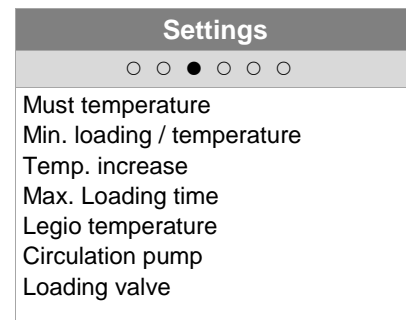 Settings
Must temperature
Min. loading / temperature
Temp. increase
Max. Loading time
Legio temperature
Circulation pump
Loading valve